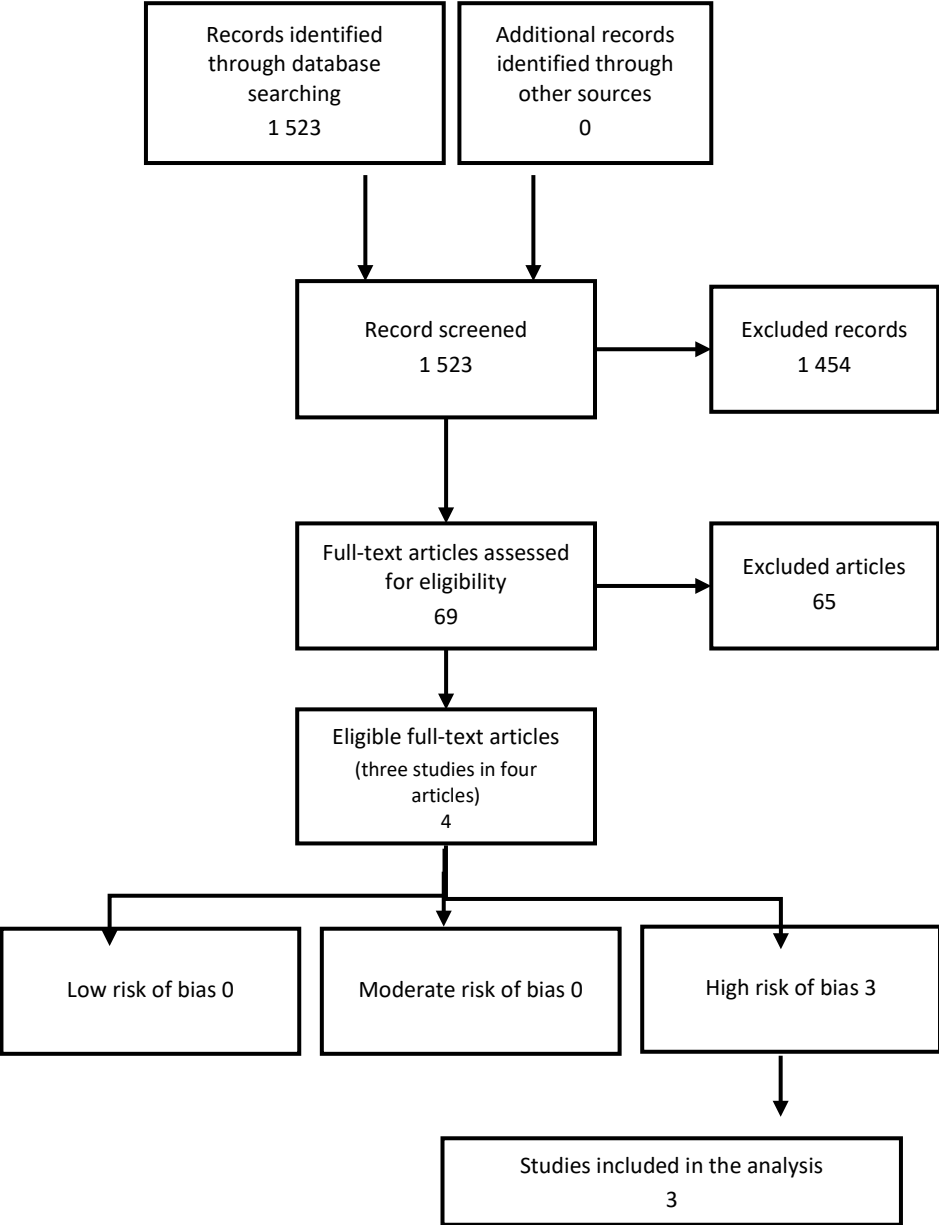 Records identified
through database
searching
1 523
Additional records
identified through
other sources
0
Record screened
1 523
Excluded records
1 454
Full-text articles assessed
for eligibility
69
Excluded articles
65
Eligible full-text articles
(three studies in four
articles)
4
Low risk of bias 0
Moderate risk of bias 0
High risk of bias 3
Studies included in the analysis
3